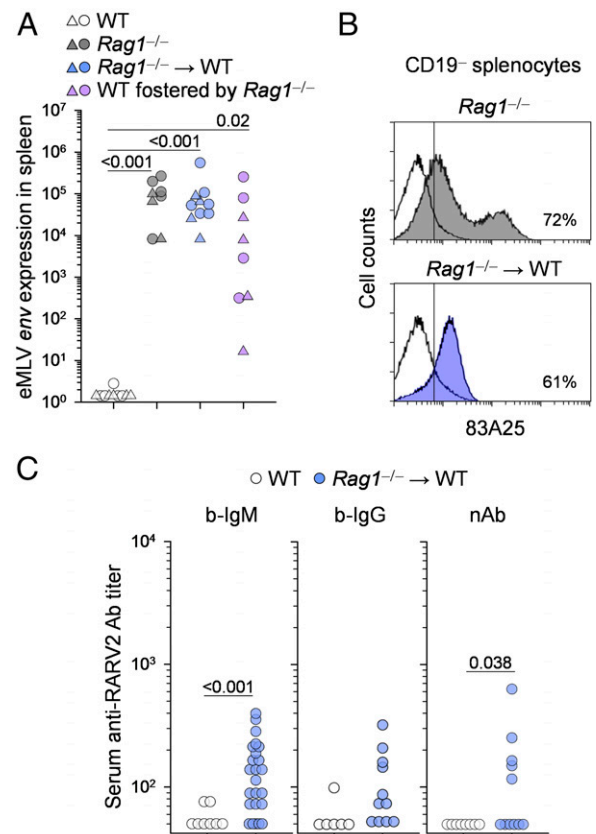 A
△○ WT
▲● Rag1⁻/⁻
▲● Rag1⁻/⁻ → WT
▲● WT fostered by Rag1⁻/⁻
0.02
<0.001
<0.001
eMLV env expression in spleen
10⁷
10⁶
10⁵
10⁴
10³
10²
10¹
10⁰
B
CD19⁻ splenocytes
Rag1⁻/⁻
72%
Rag1⁻/⁻ → WT
61%
Cell counts
83A25
C
○ WT ● Rag1⁻/⁻ → WT
b-IgM b-IgG nAb
Serum anti-RARV2 Ab titer
10⁴
10³
10²
<0.001
0.038